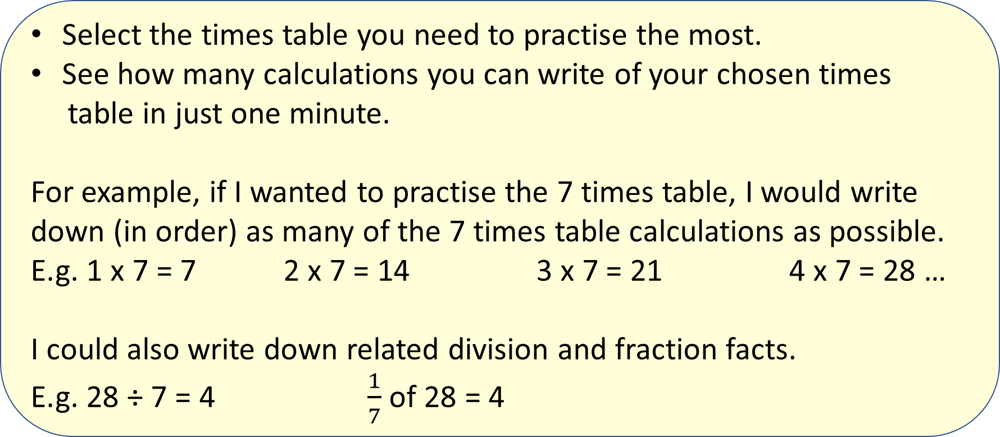 • Select the times table you need to practise the most.
• See how many calculations you can write of your chosen times
table in just one minute.
For example, if I wanted to practise the 7 times table, I would write
down (in order) as many of the 7 times table calculations as possible.
E.g. 1 x 7 = 7 2 x 7 = 14 3 x 7 = 21 4 x 7 = 28 …
I could also write down related division and fraction facts.
E.g. 28 ÷ 7 = 4 1/7 of 28 = 4